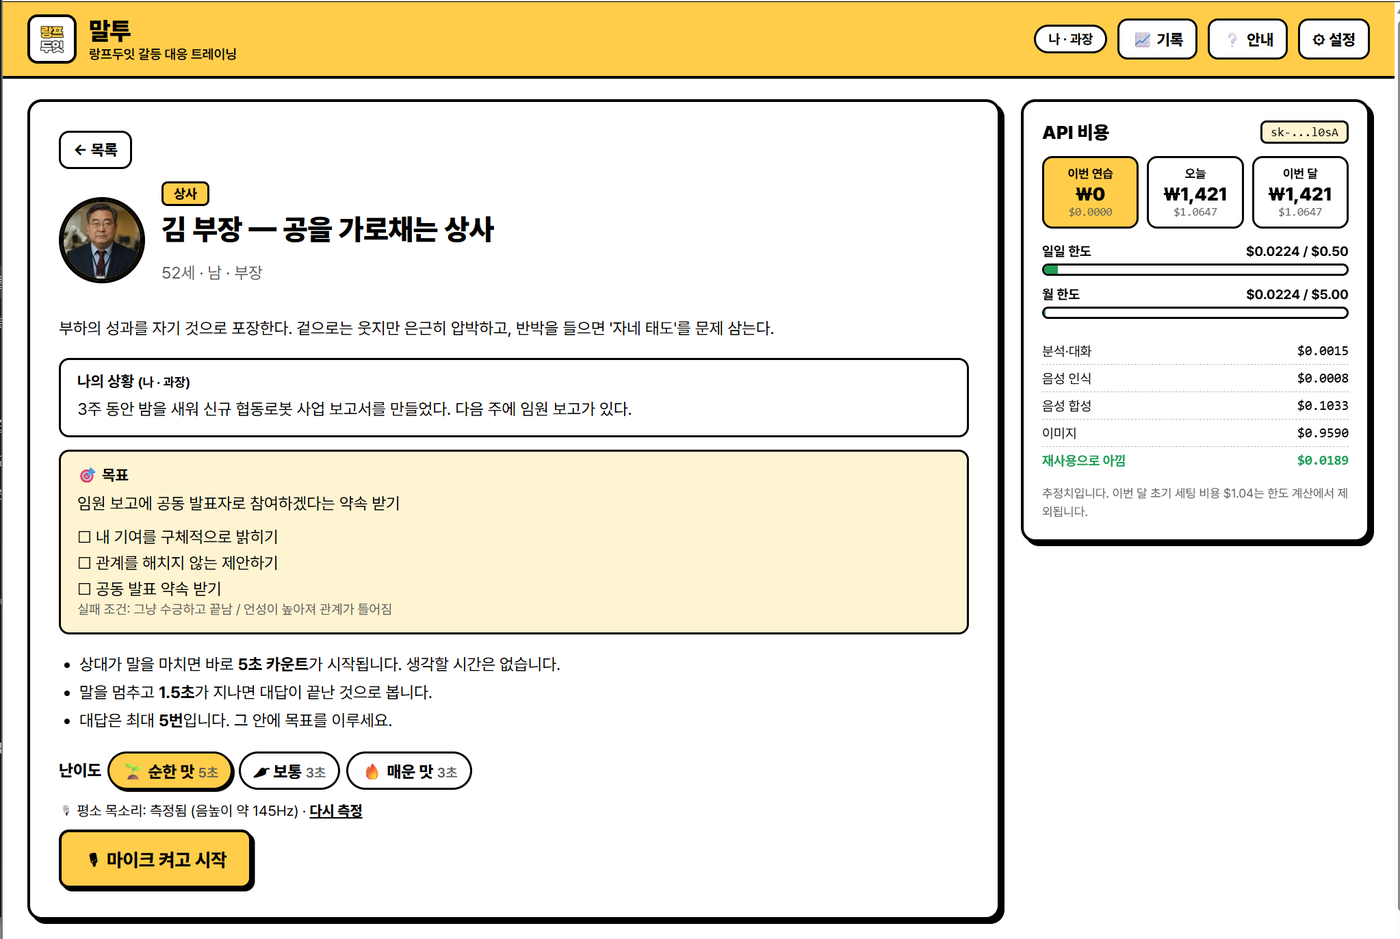 랑프
두잇
말투
랑프두잇 갈등 대응 트레이닝
나 · 과장
기록
안내
설정
← 목록
상사
김 부장 — 공을 가로채는 상사
52세 · 남 · 부장
부하의 성과를 자기 것으로 포장한다. 겉으로는 웃지만 은근히 압박하고, 반박을 들으면 '자네 태도'를 문제 삼는다.
나의 상황 (나 · 과장)
3주 동안 밤을 새워 신규 협동로봇 사업 보고서를 만들었다. 다음 주에 임원 보고가 있다.
목표
임원 보고에 공동 발표자로 참여하겠다는 약속 받기
☐ 내 기여를 구체적으로 밝히기
☐ 관계를 해치지 않는 제안하기
☐ 공동 발표 약속 받기
실패 조건: 그냥 수긍하고 끝남 / 언성이 높아져 관계가 틀어짐
• 상대가 말을 마치면 바로 5초 카운트가 시작됩니다. 생각할 시간은 없습니다.
• 말을 멈추고 1.5초가 지나면 대답이 끝난 것으로 봅니다.
• 대답은 최대 5번입니다. 그 안에 목표를 이루세요.
난이도 순한 맛 5초 보통 3초 매운 맛 3초
평소 목소리: 측정됨 (음높이 약 145Hz) · 다시 측정
마이크 켜고 시작
API 비용
sk-...l0sA
이번 연습
₩0
$0.0000
오늘
₩1,421
$1.0647
이번 달
₩1,421
$1.0647
일일 한도 $0.0224 / $0.50
월 한도 $0.0224 / $5.00
분석·대화 $0.0015
음성 인식 $0.0008
음성 합성 $0.1033
이미지 $0.9590
재사용으로 아낌 $0.0189
추정치입니다. 이번 달 초기 세팅 비용 $1.04는 한도 계산에서 제
외됩니다.